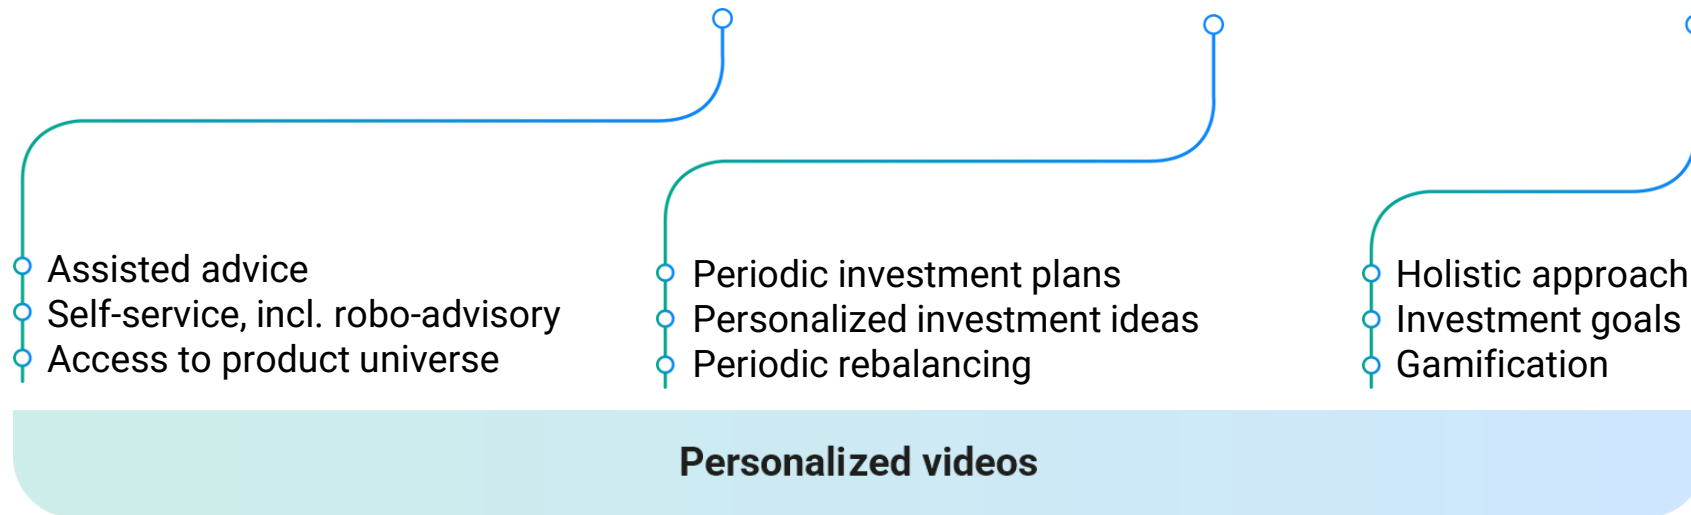 Assisted advice
Self-service, incl. robo-advisory
Access to product universe
Periodic investment plans
Personalized investment ideas
Periodic rebalancing
Holistic approach
Investment goals
Gamification
Personalized videos